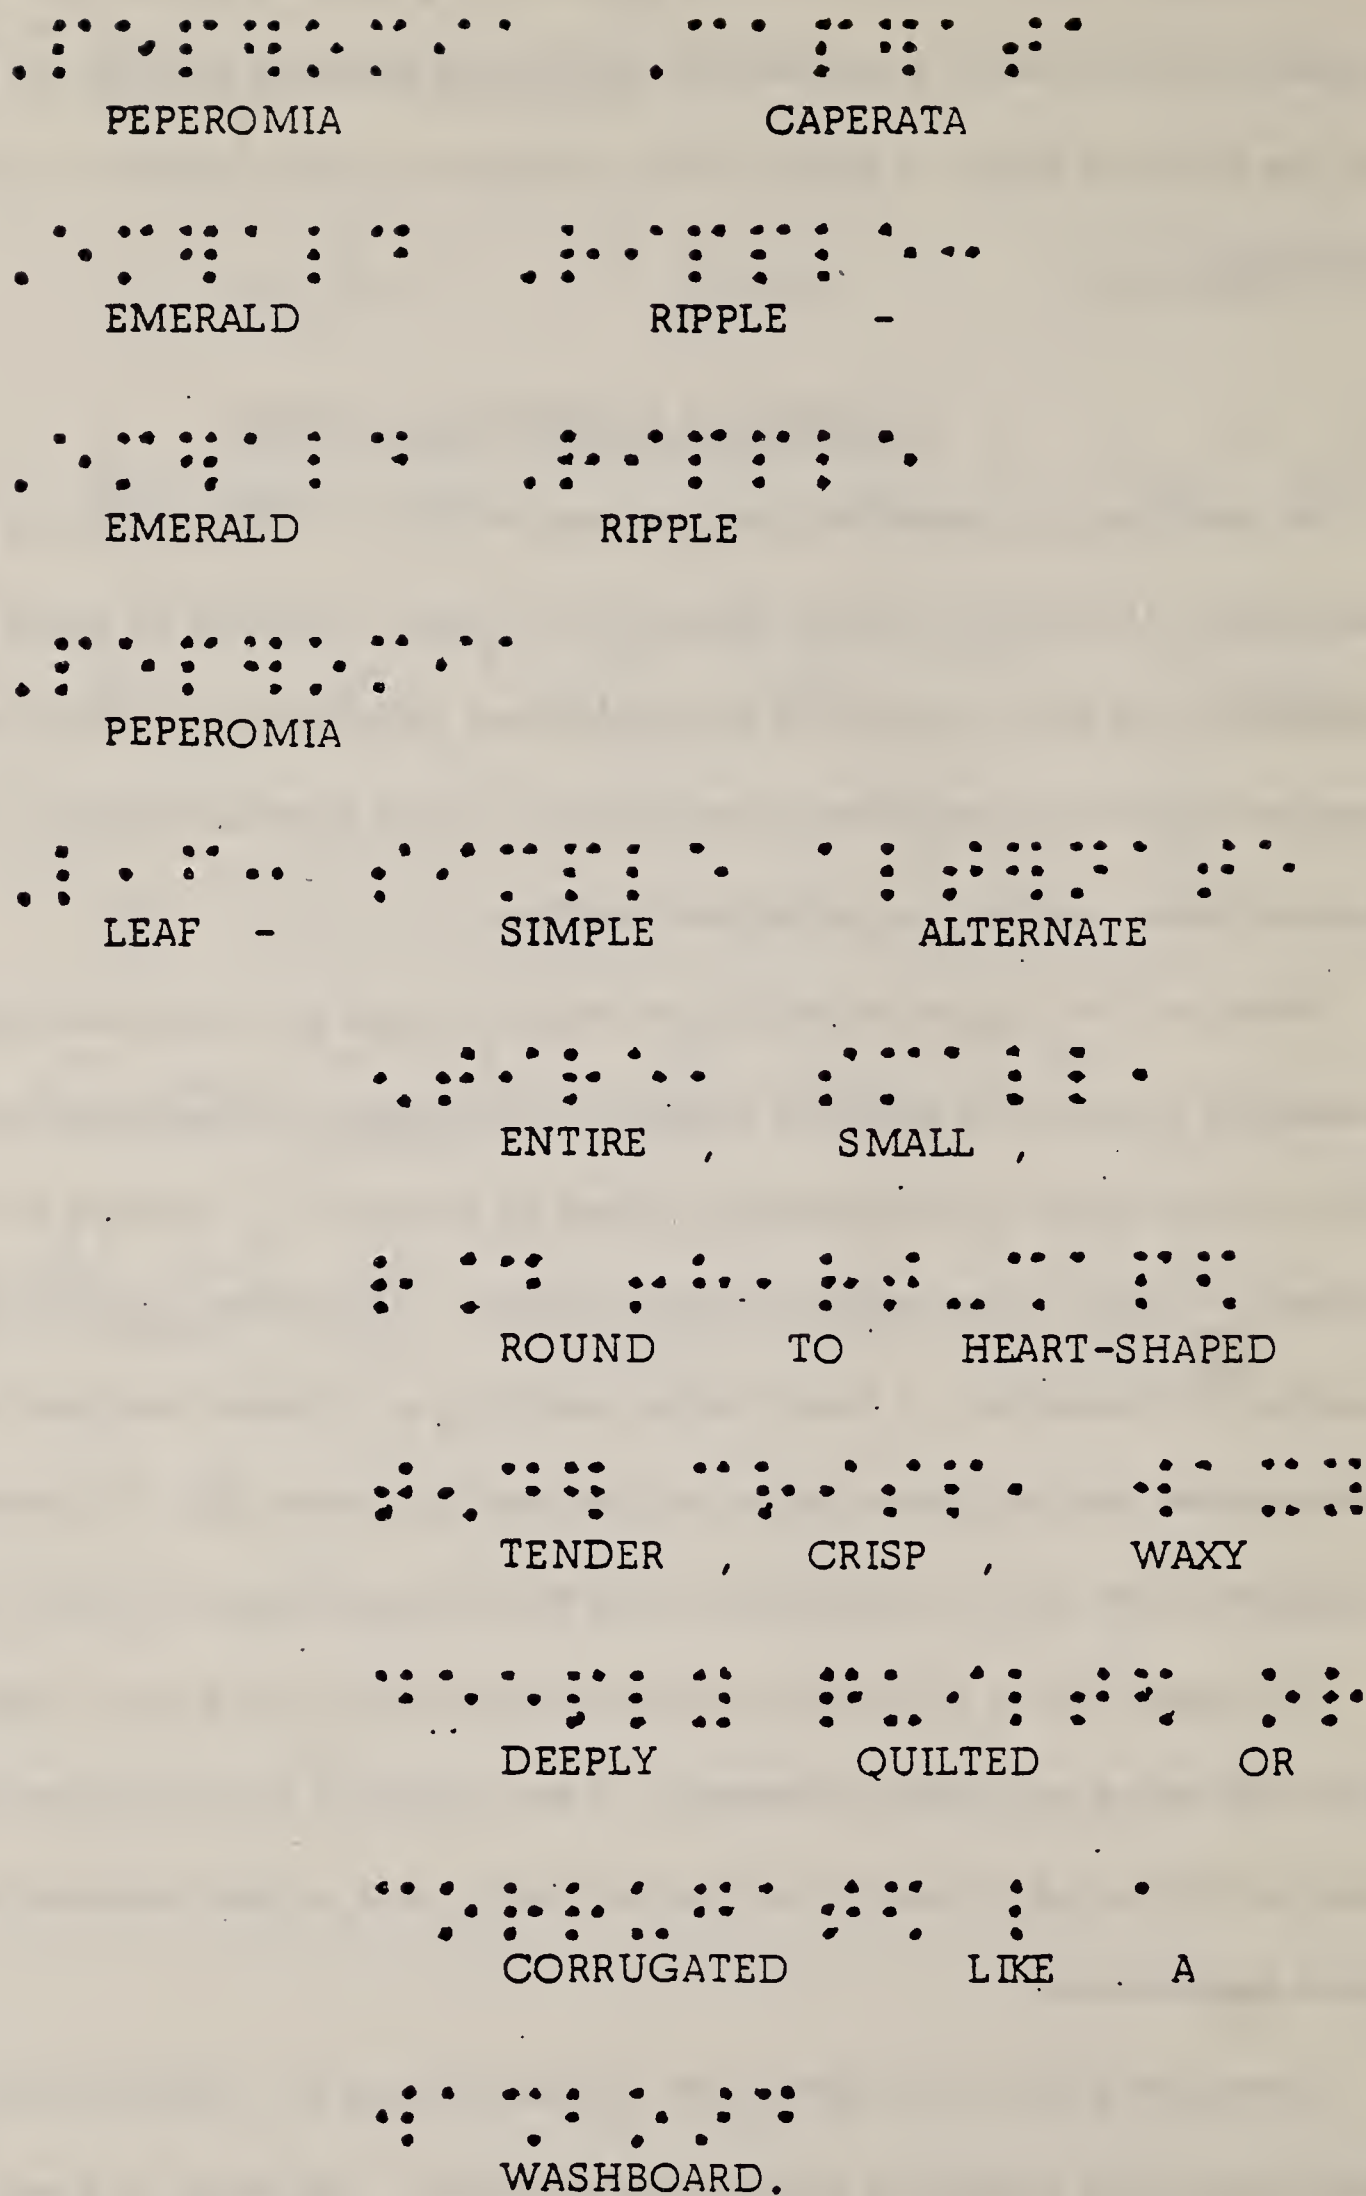 PEPEROMIA CAPERATA
EMERALD RIPPLE -
EMERALD RIPPLE
PEPEROMIA
LEAF - SIMPLE ALTERNATE
ENTIRE , SMALL ,
ROUND TO HEART-SHAPED
TENDER , CRISP , WAXY
DEEPLY QUILTED OR
CORRUGATED LIKE A
WASHBOARD.